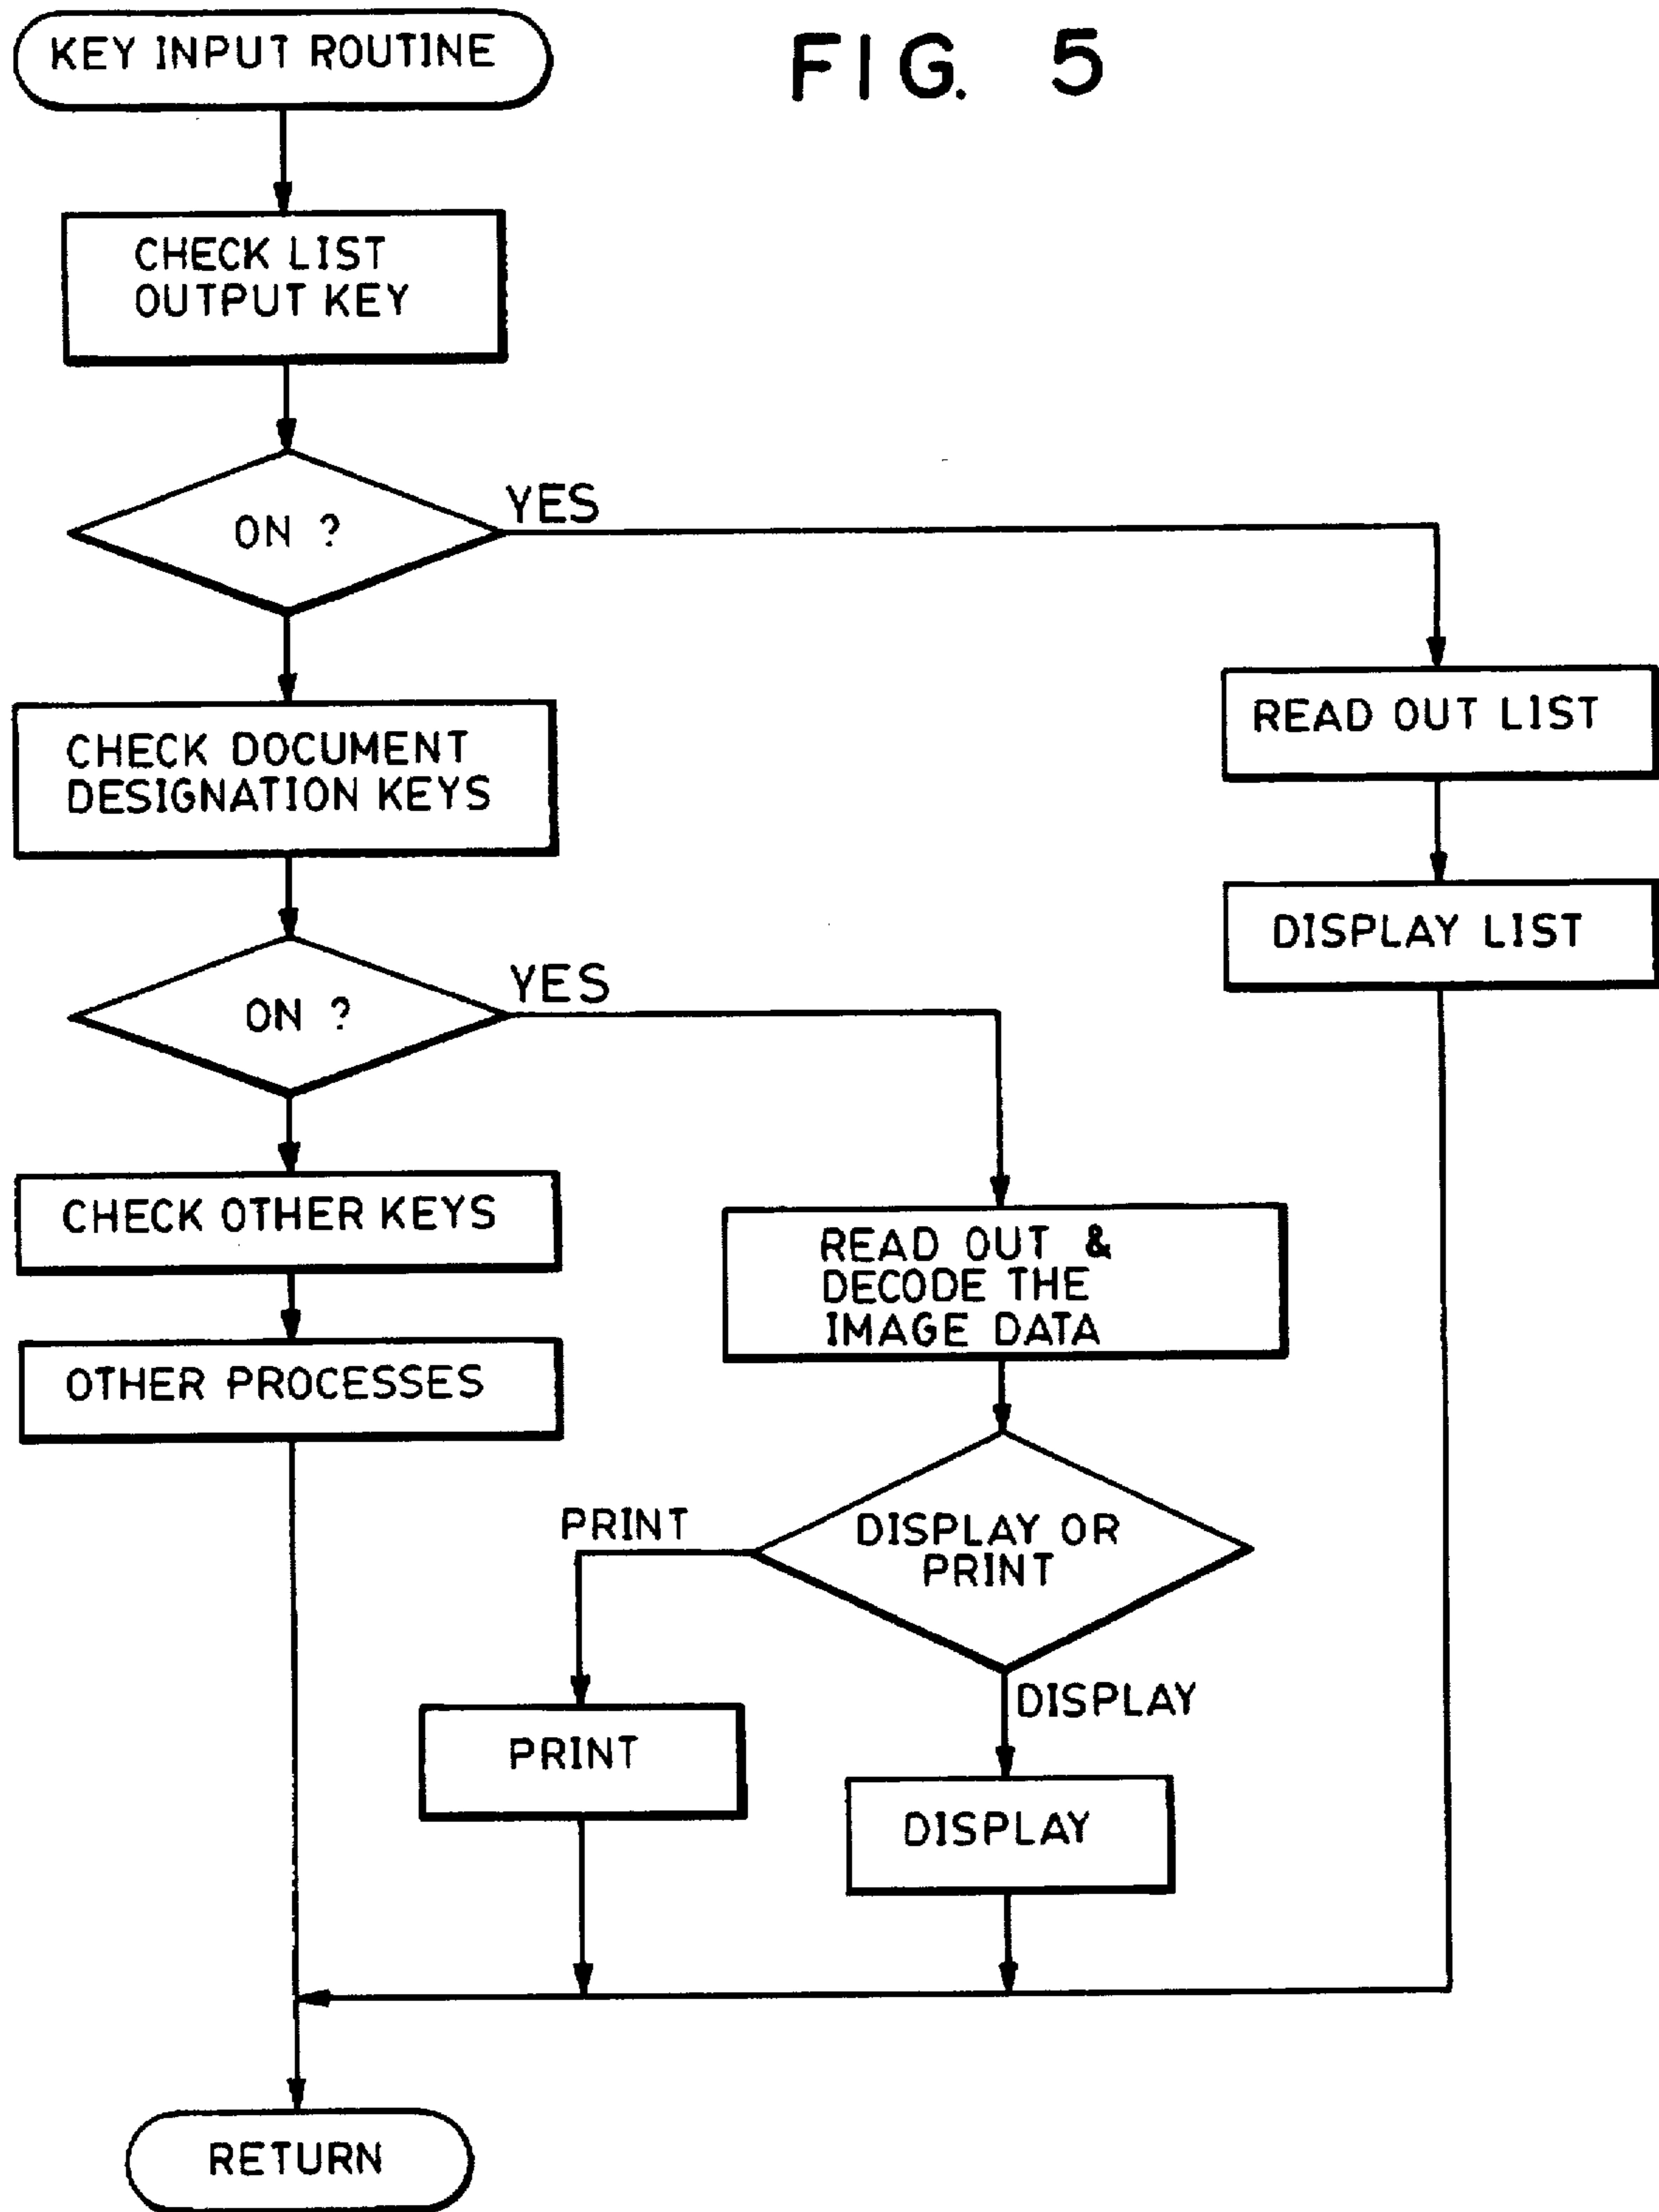 KEY INPUT ROUTINE
FIG. 5
CHECK LIST
OUTPUT KEY
ON ?
YES
CHECK DOCUMENT
DESIGNATION KEYS
READ OUT LIST
DISPLAY LIST
ON ?
YES
CHECK OTHER KEYS
OTHER PROCESSES
READ OUT &
DECODE THE
IMAGE DATA
DISPLAY OR
PRINT
PRINT
DISPLAY
PRINT
DISPLAY
RETURN